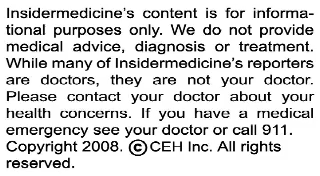 Insidermedicine's content is for informa-
tional purposes only. We do not provide
medical advice, diagnosis or treatment.
While many of Insidermedicine's reporters
are doctors, they are not your doctor.
Please contact your doctor about your
health concerns. If you have a medical
emergency see your doctor or call 911.
Copyright 2008. ©CEH Inc. All rights
reserved.